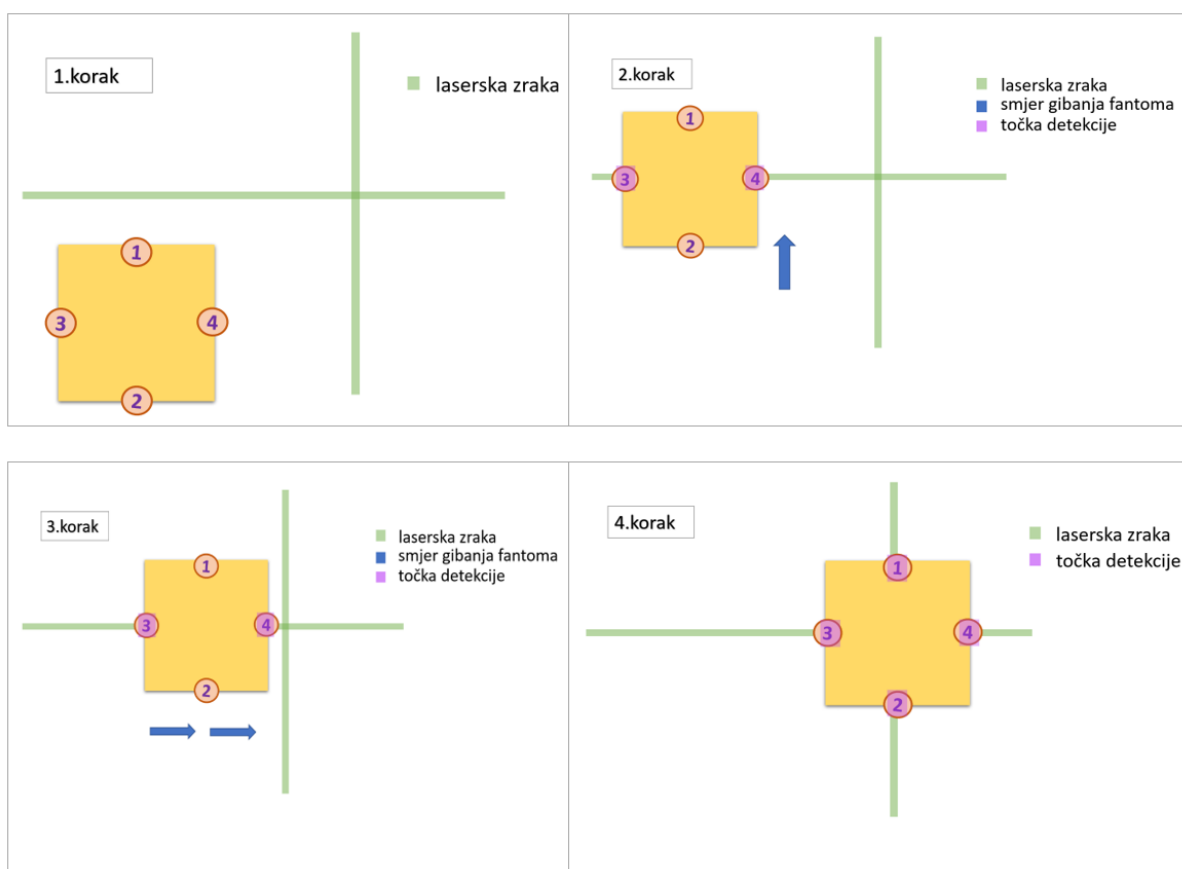 1.korak
laserska zraka
1
3
4
2
2.korak
laserska zraka
smjer gibanja fantoma
točka detekcije
1
3
4
2
3.korak
laserska zraka
smjer gibanja fantoma
točka detekcije
1
3
4
2
4.korak
laserska zraka
točka detekcije
1
3
4
2